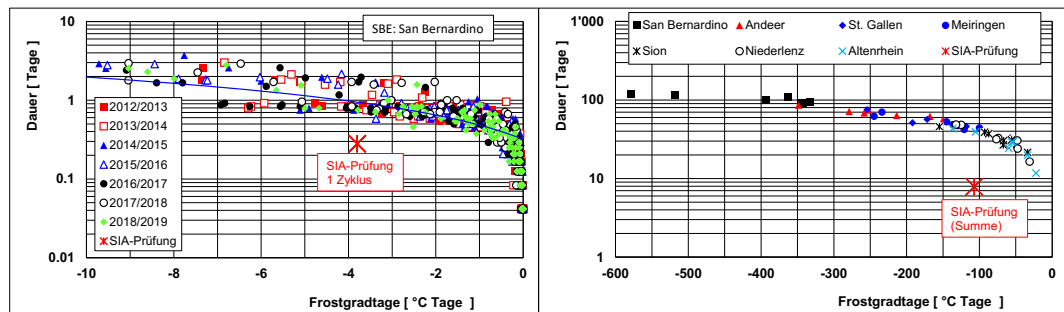 Dauer [ Tage ]
10
1
0.1
0.01
SBE: San Bernardino
2012/2013
2013/2014
2014/2015
2015/2016
2016/2017
2017/2018
2018/2019
SIA-Prüfung
SIA-Prüfung
1 Zyklus
-10 -8 -6 -4 -2 0
Frostgradtage [ °C Tage ]
Dauer [ Tage ]
1'000
100
10
1
San Bernardino Andeer St. Gallen Meiringen
Sion Niederlenz Altenrhein SIA-Prüfung
SIA-Prüfung
(Summe)
-600 -500 -400 -300 -200 -100 0
Frostgradtage [ °C Tage ]